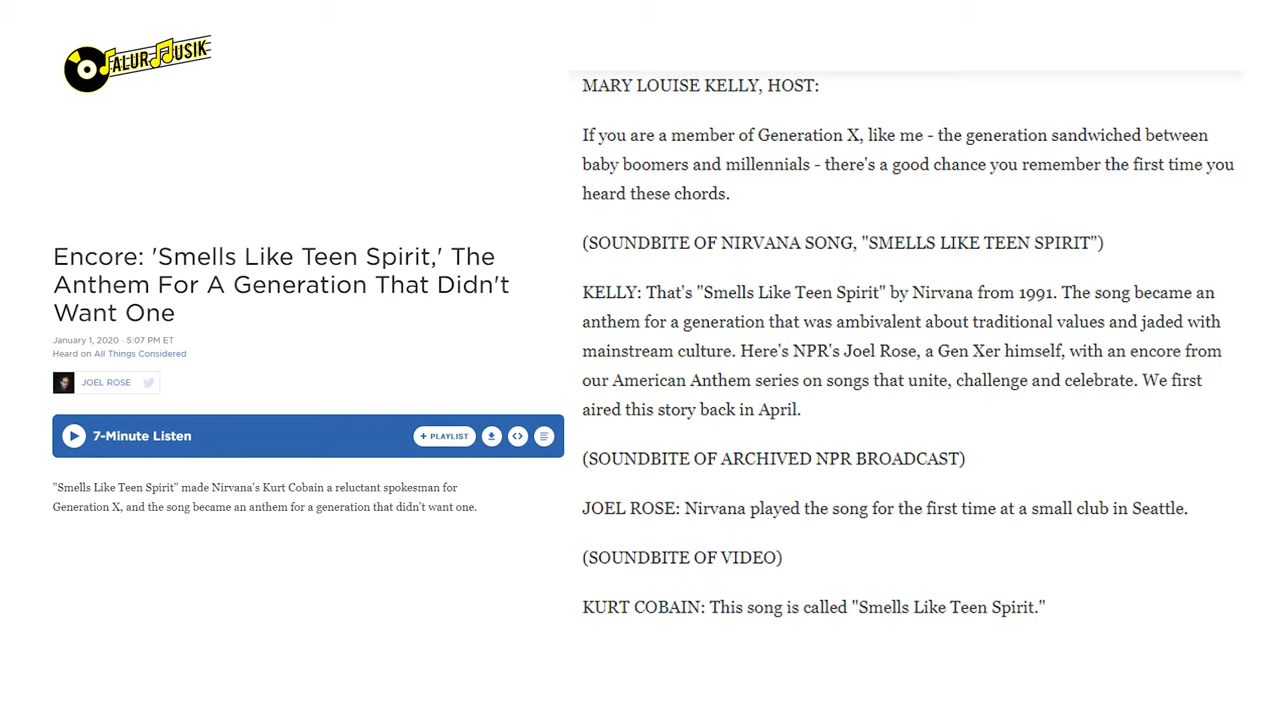 ALUR MUSIK
Encore: 'Smells Like Teen Spirit,' The
Anthem For A Generation That Didn't
Want One
January 1, 2020 · 5:07 PM ET
Heard on All Things Considered
JOEL ROSE
7-Minute Listen
+ PLAYLIST
"Smells Like Teen Spirit" made Nirvana's Kurt Cobain a reluctant spokesman for
Generation X, and the song became an anthem for a generation that didn't want one.
MARY LOUISE KELLY, HOST:
If you are a member of Generation X, like me - the generation sandwiched between
baby boomers and millennials - there's a good chance you remember the first time you
heard these chords.
(SOUNDBITE OF NIRVANA SONG, "SMELLS LIKE TEEN SPIRIT")
KELLY: That's "Smells Like Teen Spirit" by Nirvana from 1991. The song became an
anthem for a generation that was ambivalent about traditional values and jaded with
mainstream culture. Here's NPR's Joel Rose, a Gen Xer himself, with an encore from
our American Anthem series on songs that unite, challenge and celebrate. We first
aired this story back in April.
(SOUNDBITE OF ARCHIVED NPR BROADCAST)
JOEL ROSE: Nirvana played the song for the first time at a small club in Seattle.
(SOUNDBITE OF VIDEO)
KURT COBAIN: This song is called "Smells Like Teen Spirit."